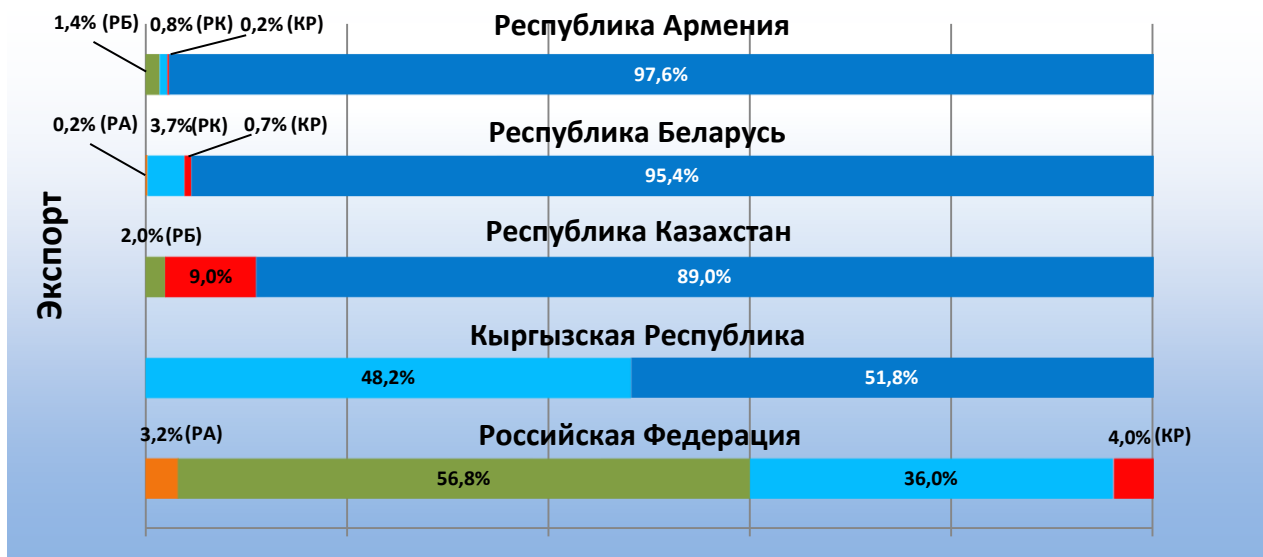 1,4% (РБ) 0,8% (РК) 0,2% (КР)
Республика Армения
97,6%
0,2% (РА) 3,7%(РК) 0,7% (КР)
Республика Беларусь
95,4%
Экспорт
2,0%(РБ)
Республика Казахстан
9,0% 89,0%
Кыргызская Республика
48,2% 51,8%
3,2%(РА) Российская Федерация 4,0%(КР)
56,8% 36,0%